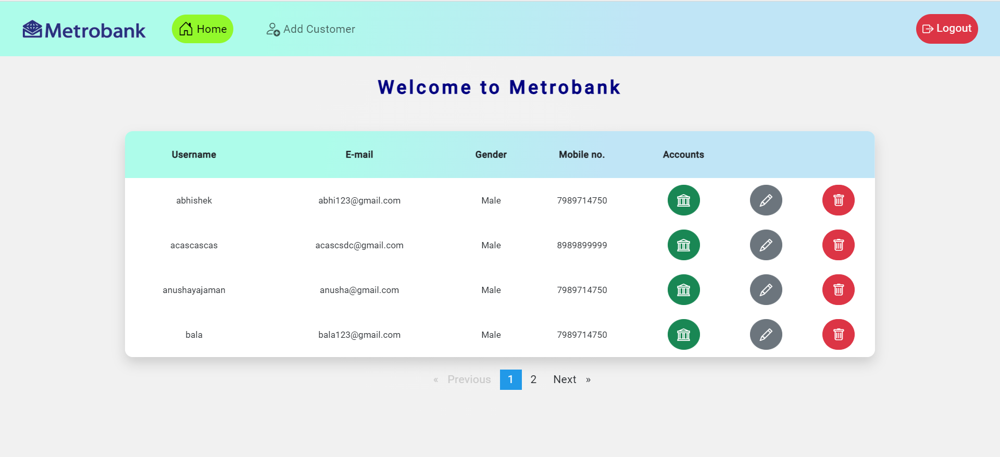 Metrobank Home Add Customer Logout
Welcome to Metrobank
Username E-mail Gender Mobile no. Accounts
abhishek abhi123@gmail.com Male 7989714750
acascascas acascsdc@gmail.com Male 8989899999
anushayajaman anusha@gmail.com Male 7989714750
bala bala123@gmail.com Male 7989714750
« Previous 1 2 Next »